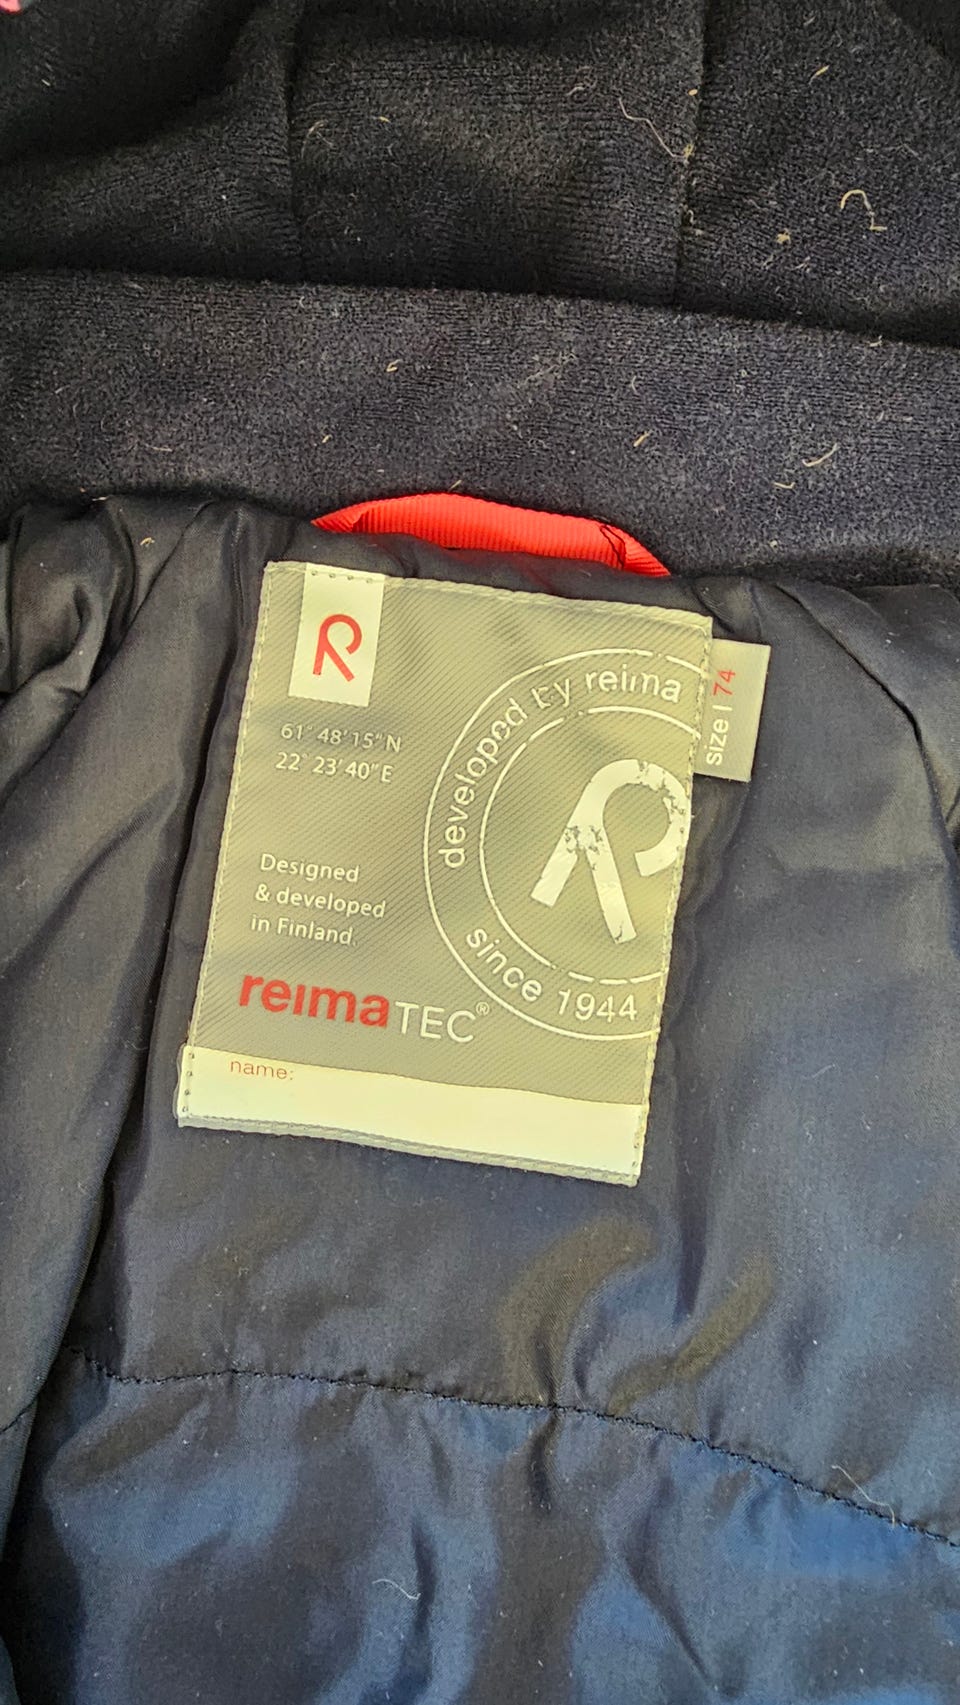 61° 48' 15" N
22° 23' 40" E
developed by reima
since 1944
size | 74
Designed
& developed
in Finland.
reimaTEC®
name: